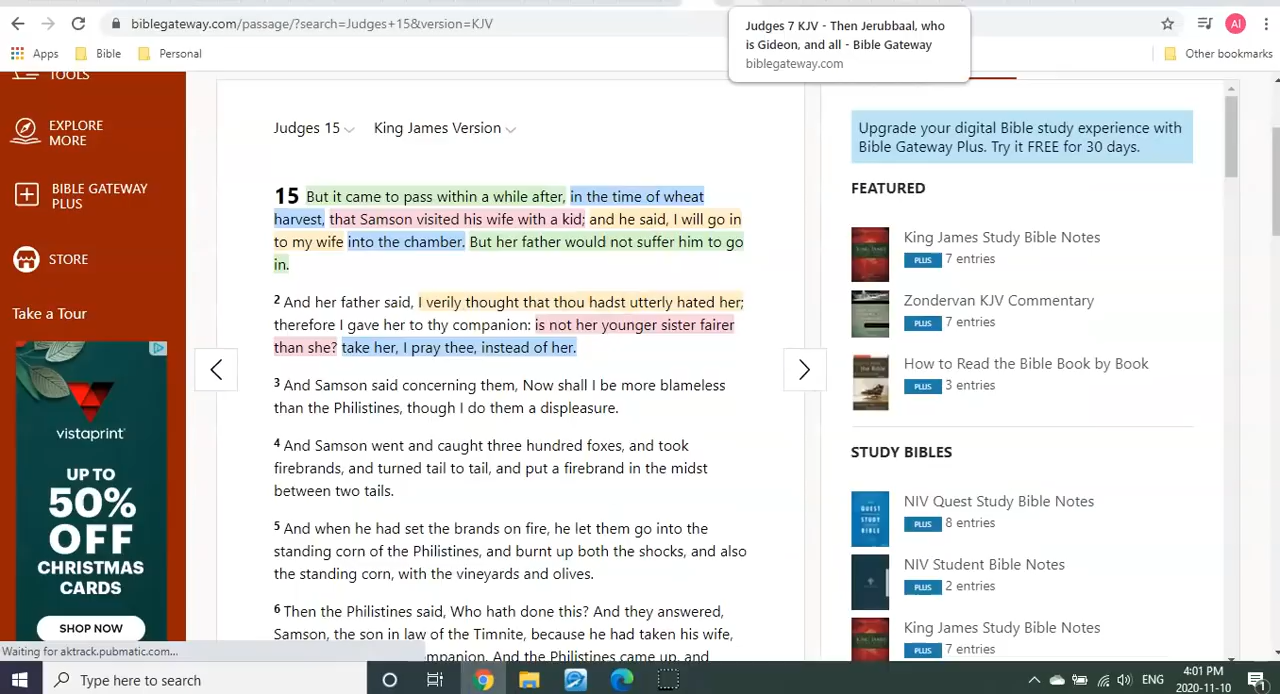 biblegateway.com/passage/?search=Judges+15&version=KJV
Judges 7 KJV - Then Jerubbaal, who
is Gideon, and all - Bible Gateway
biblegateway.com
AI
Apps
Bible
Personal
Other bookmarks
TOOLS
EXPLORE
MORE
BIBLE GATEWAY
PLUS
STORE
Take a Tour
vistaprint
UP TO
50%
OFF
CHRISTMAS
CARDS
SHOP NOW
Waiting for aktrack.pubmatic.com...
Judges 15
King James Version
15 But it came to pass within a while after, in the time of wheat
harvest, that Samson visited his wife with a kid; and he said, I will go in
to my wife into the chamber. But her father would not suffer him to go
in.
2 And her father said, I verily thought that thou hadst utterly hated her;
therefore I gave her to thy companion: is not her younger sister fairer
than she? take her, I pray thee, instead of her.
3 And Samson said concerning them, Now shall I be more blameless
than the Philistines, though I do them a displeasure.
4 And Samson went and caught three hundred foxes, and took
firebrands, and turned tail to tail, and put a firebrand in the midst
between two tails.
5 And when he had set the brands on fire, he let them go into the
standing corn of the Philistines, and burnt up both the shocks, and also
the standing corn, with the vineyards and olives.
6 Then the Philistines said, Who hath done this? And they answered,
Samson, the son in law of the Timnite, because he had taken his wife,
companion. And the Philistines came up, and
Upgrade your digital Bible study experience with
Bible Gateway Plus. Try it FREE for 30 days.
FEATURED
King James Study Bible Notes
PLUS 7 entries
Zondervan KJV Commentary
PLUS 7 entries
How to Read the Bible Book by Book
PLUS 3 entries
STUDY BIBLES
NIV Quest Study Bible Notes
PLUS 8 entries
NIV Student Bible Notes
PLUS 2 entries
King James Study Bible Notes
PLUS 7 entries
Type here to search
ENG
4:01 PM
2020-11-10
1